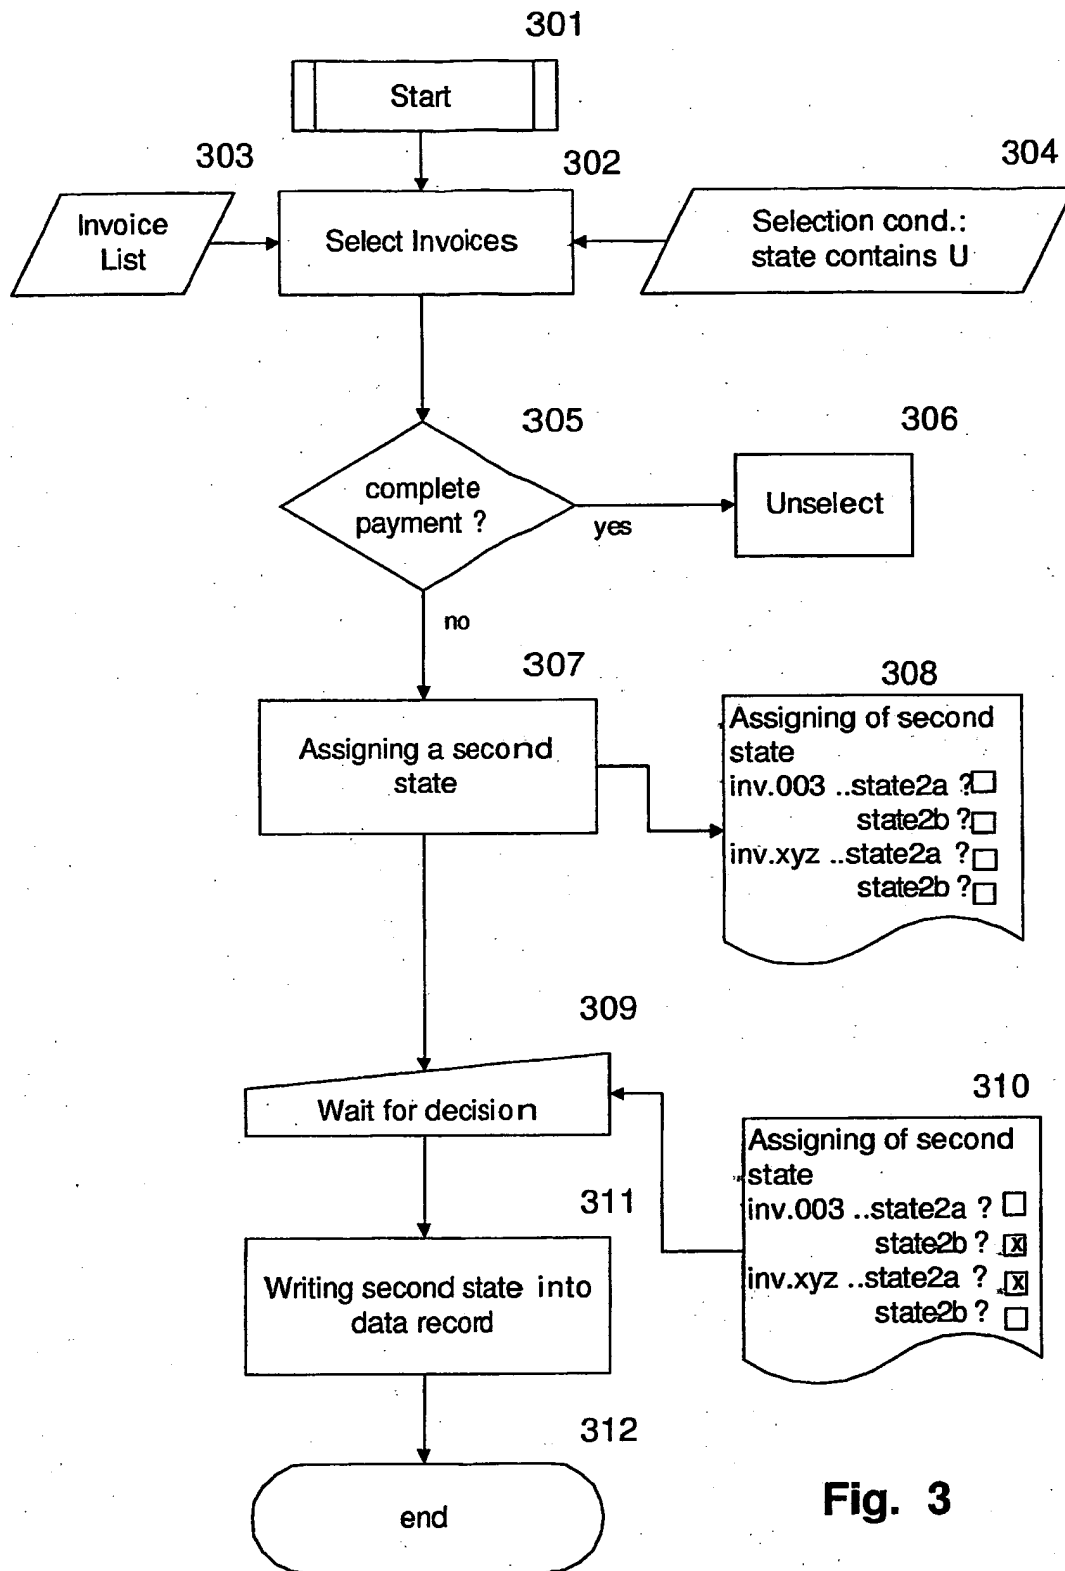 301
Start
303
302
304
Invoice
List
Select Invoices
Selection cond.:
state contains U
305
306
complete
payment ?
yes
Unselect
no
307
308
Assigning a second
state
Assigning of second
state
inv.003 ..state2a ?
state2b ?
inv.xyz ..state2a ?
state2b ?
309
Wait for decision
310
Assigning of second
state
inv.003 ..state2a ?
state2b ? x
inv.xyz ..state2a ? x
state2b ?
311
Writing second state into
data record
312
end
Fig. 3